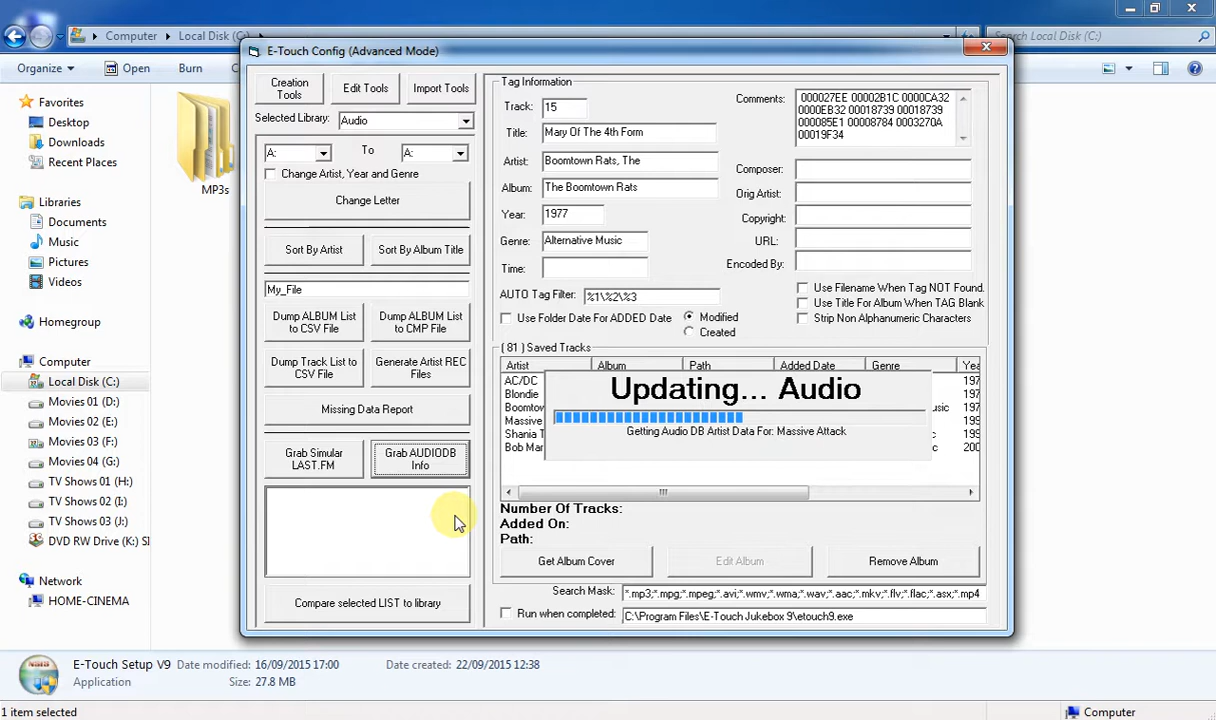 Computer
Local Disk (C:)
Search Local Disk (C:)
Organize
Open
Burn
Favorites
Desktop
Downloads
Recent Places
Libraries
Documents
Music
Pictures
Videos
Homegroup
Computer
Local Disk (C:)
Movies 01 (D:)
Movies 02 (E:)
Movies 03 (F:)
Movies 04 (G:)
TV Shows 01 (H:)
TV Shows 02 (I:)
TV Shows 03 (J:)
DVD RW Drive (K:) SI
Network
HOME-CINEMA
MP3s
E-Touch Config (Advanced Mode)
Creation Tools
Edit Tools
Import Tools
Selected Library: Audio
A: To A:
Change Artist, Year and Genre
Change Letter
Sort By Artist
Sort By Album Title
My_File
Dump ALBUM List to CSV File
Dump ALBUM List to CMP File
Dump Track List to CSV File
Generate Artist REC Files
Missing Data Report
Grab Simular LAST.FM
Grab AUDIODB Info
Compare selected LIST to library
Tag Information
Track: 15
Title: Mary Of The 4th Form
Artist: Boomtown Rats, The
Album: The Boomtown Rats
Year: 1977
Genre: Alternative Music
Time:
AUTO Tag Filter: %1\%2\%3
Use Folder Date For ADDED Date
Modified
Created
Comments: 000027EE 00002B1C 0000CA32
0000EB32 00018739 00018739
000085E1 00008784 0003270A
00019F34
Composer:
Orig Artist:
Copyright:
URL:
Encoded By:
Use Filename When Tag NOT Found.
Use Title For Album When TAG Blank
Strip Non Alphanumeric Characters
( 81 ) Saved Tracks
Artist Album Path Added Date Genre Yea
AC/DC 197
Blondie
Boomtov usic 197
Massive
Shania T
Bob Mar c 200
Updating... Audio
Getting Audio DB Artist Data For: Massive Attack
Number Of Tracks:
Added On:
Path:
Get Album Cover
Edit Album
Remove Album
Search Mask: *.mp3;*.mpg;*.mpeg;*.avi;*.wmv;*.wma;*.wav;*.aac;*.mkv;*.flv;*.flac;*.asx;*.mp4
Run when completed: C:\Program Files\E-Touch Jukebox 9\etouch9.exe
E-Touch Setup V9 Date modified: 16/09/2015 17:00 Date created: 22/09/2015 12:38
Application Size: 27.8 MB
1 item selected
Computer